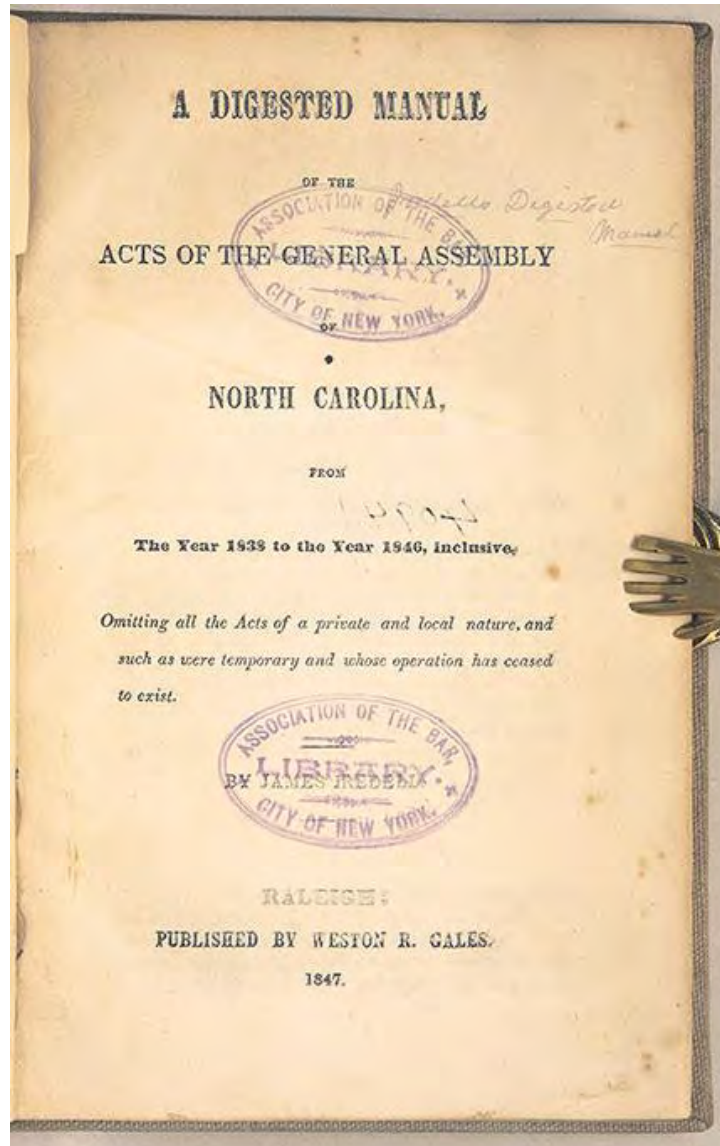 A DIGESTED MANUAL
OF THE
Iredells Digested
Manual
ASSOCIATION OF THE BAR,
LIBRARY.
CITY OF NEW YORK.
ACTS OF THE GENERAL ASSEMBLY
OF
NORTH CAROLINA,
FROM
The Year 1838 to the Year 1846, inclusive,
Omitting all the Acts of a private and local nature, and
such as were temporary and whose operation has ceased
to exist.
ASSOCIATION OF THE BAR,
LIBRARY.
CITY OF NEW YORK.
BY JAMES IREDELL.
RALEIGH:
PUBLISHED BY WESTON R. GALES.
1847.